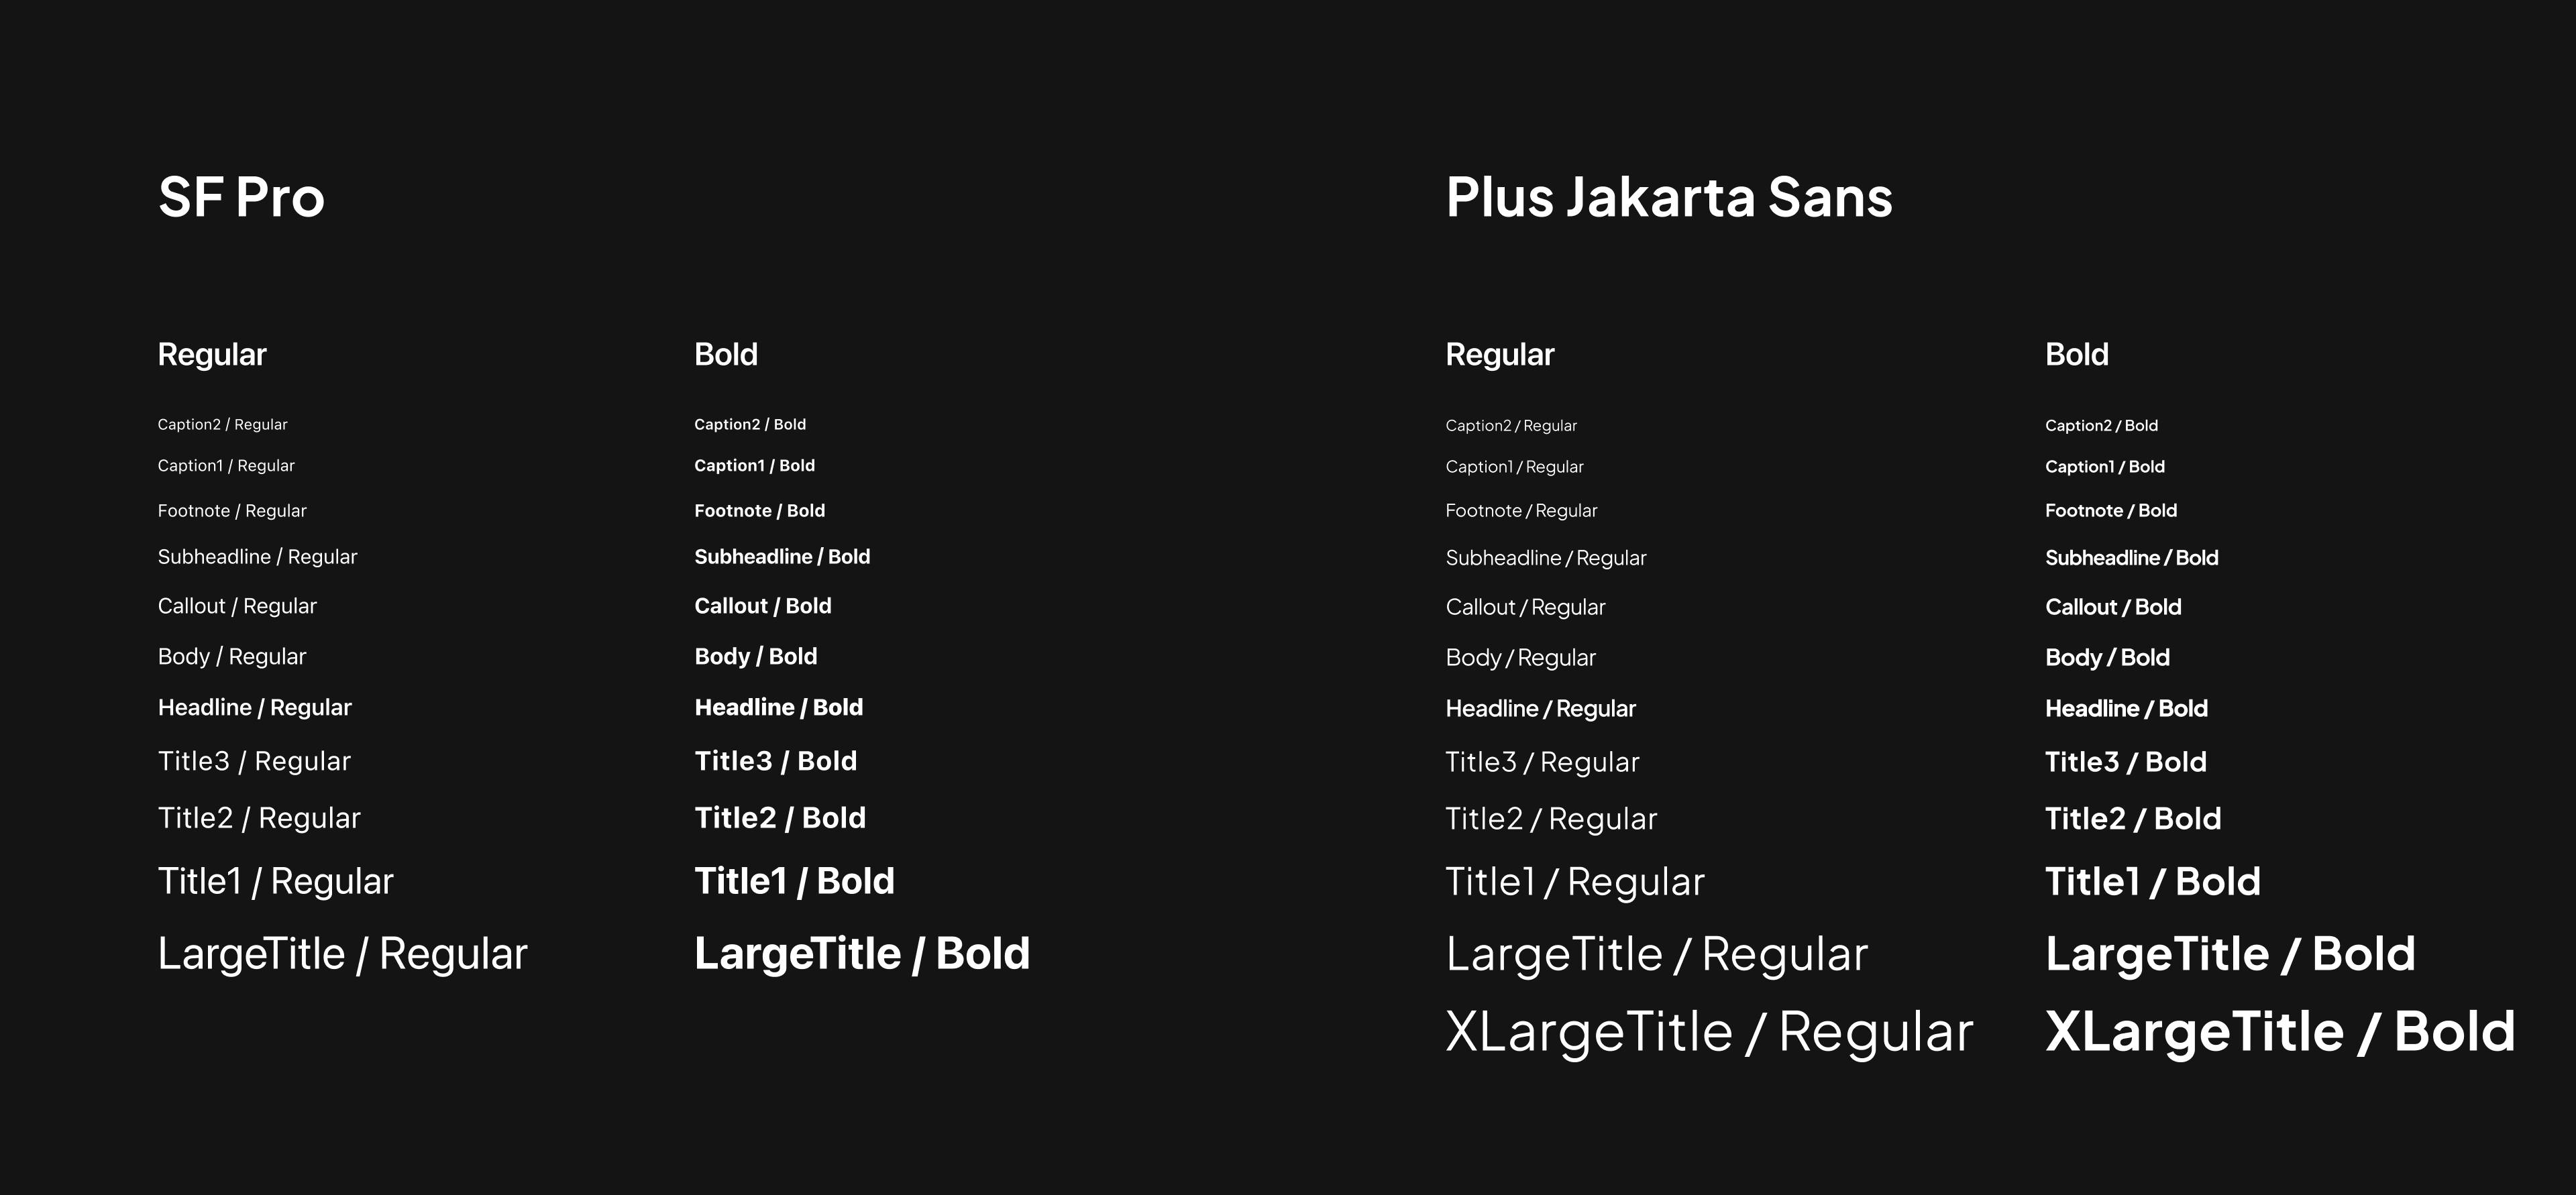 SF Pro
Regular
Caption2 / Regular
Caption1 / Regular
Footnote / Regular
Subheadline / Regular
Callout / Regular
Body / Regular
Headline / Regular
Title3 / Regular
Title2 / Regular
Title1 / Regular
LargeTitle / Regular
Bold
Caption2 / Bold
Caption1 / Bold
Footnote / Bold
Subheadline / Bold
Callout / Bold
Body / Bold
Headline / Bold
Title3 / Bold
Title2 / Bold
Title1 / Bold
LargeTitle / Bold
Plus Jakarta Sans
Regular
Caption2 / Regular
Caption1 / Regular
Footnote / Regular
Subheadline / Regular
Callout / Regular
Body / Regular
Headline / Regular
Title3 / Regular
Title2 / Regular
Title1 / Regular
LargeTitle / Regular
XLargeTitle / Regular
Bold
Caption2 / Bold
Caption1 / Bold
Footnote / Bold
Subheadline / Bold
Callout / Bold
Body / Bold
Headline / Bold
Title3 / Bold
Title2 / Bold
Title1 / Bold
LargeTitle / Bold
XLargeTitle / Bold